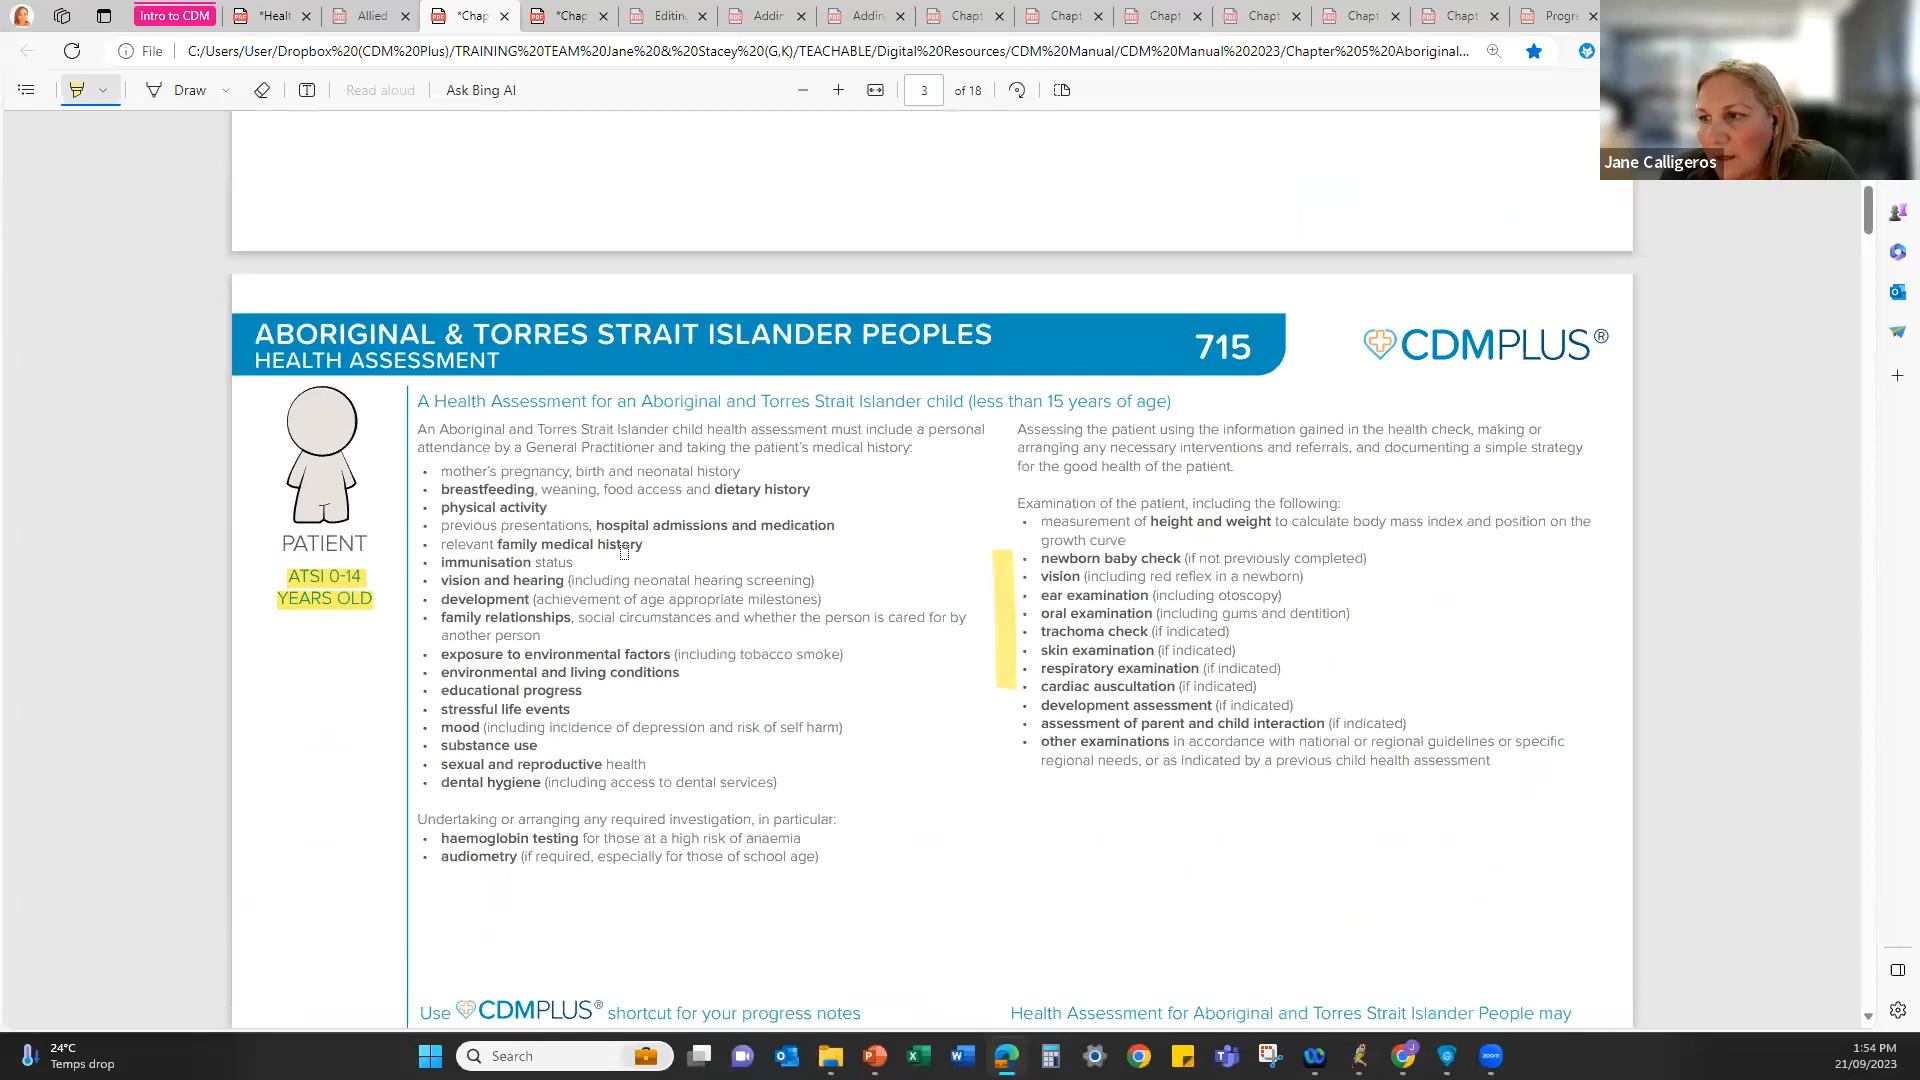 Intro to CDM
*Healt
Allied
*Chap
*Chap
Editin
Addin
Addin
Chapt
Chapt
Chapt
Chapt
Chapt
Chapt
Progr
File
C:/Users/User/Dropbox%20(CDM%20Plus)/TRAINING%20TEAM%20Jane%20&%20Stacey%20(G,K)/TEACHABLE/Digital%20Resources/CDM%20Manual/CDM%20Manual%202023/Chapter%205%20Aboriginal...
Draw
Read aloud
Ask Bing AI
3
of 18
Jane Calligeros
ABORIGINAL & TORRES STRAIT ISLANDER PEOPLES
HEALTH ASSESSMENT
715
CDMPLUS®
PATIENT
ATSI 0-14
YEARS OLD
A Health Assessment for an Aboriginal and Torres Strait Islander child (less than 15 years of age)
An Aboriginal and Torres Strait Islander child health assessment must include a personal
attendance by a General Practitioner and taking the patient's medical history:
• mother's pregnancy, birth and neonatal history
• breastfeeding, weaning, food access and dietary history
• physical activity
• previous presentations, hospital admissions and medication
• relevant family medical history
• immunisation status
• vision and hearing (including neonatal hearing screening)
• development (achievement of age appropriate milestones)
• family relationships, social circumstances and whether the person is cared for by
another person
• exposure to environmental factors (including tobacco smoke)
• environmental and living conditions
• educational progress
• stressful life events
• mood (including incidence of depression and risk of self harm)
• substance use
• sexual and reproductive health
• dental hygiene (including access to dental services)
Undertaking or arranging any required investigation, in particular:
• haemoglobin testing for those at a high risk of anaemia
• audiometry (if required, especially for those of school age)
Assessing the patient using the information gained in the health check, making or
arranging any necessary interventions and referrals, and documenting a simple strategy
for the good health of the patient.
Examination of the patient, including the following:
• measurement of height and weight to calculate body mass index and position on the
growth curve
• newborn baby check (if not previously completed)
• vision (including red reflex in a newborn)
• ear examination (including otoscopy)
• oral examination (including gums and dentition)
• trachoma check (if indicated)
• skin examination (if indicated)
• respiratory examination (if indicated)
• cardiac auscultation (if indicated)
• development assessment (if indicated)
• assessment of parent and child interaction (if indicated)
• other examinations in accordance with national or regional guidelines or specific
regional needs, or as indicated by a previous child health assessment
Use CDMPLUS® shortcut for your progress notes
Health Assessment for Aboriginal and Torres Strait Islander People may
24°C
Temps drop
Search
1:54 PM
21/09/2023